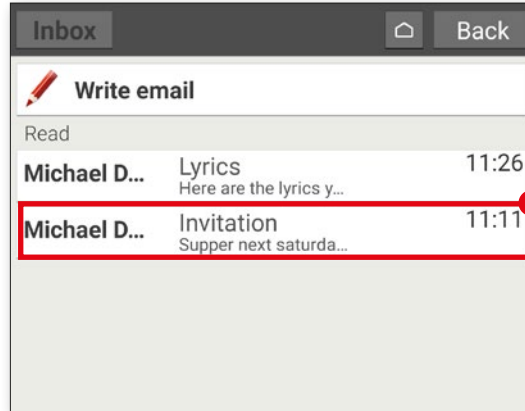 Inbox
Back
Write email
Read
Michael D... Lyrics 11:26
Here are the lyrics y...
Michael D... Invitation 11:11
Supper next saturda...